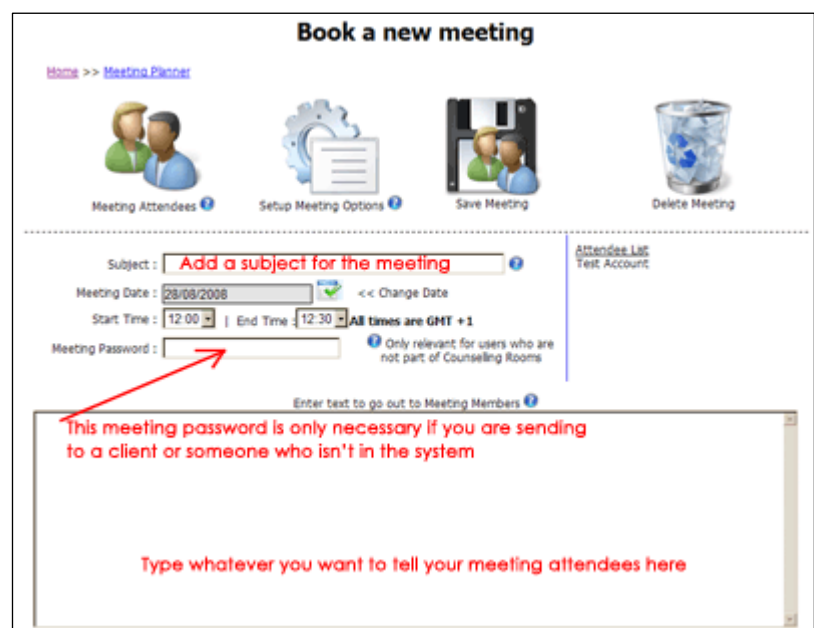 Book a new meeting
Home >> Meeting Planner
Meeting Attendees ?
Setup Meeting Options ?
Save Meeting
Delete Meeting
Subject : Add a subject for the meeting ?
Attendee List
Test Account
Meeting Date : 28/08/2008 << Change Date
Start Time : 12:00 | End Time : 12:30 All times are GMT +1
Meeting Password : ? Only relevant for users who are
not part of Counseling Rooms
Enter text to go out to Meeting Members ?
This meeting password is only necessary if you are sending
to a client or someone who isn't in the system
Type whatever you want to tell your meeting attendees here